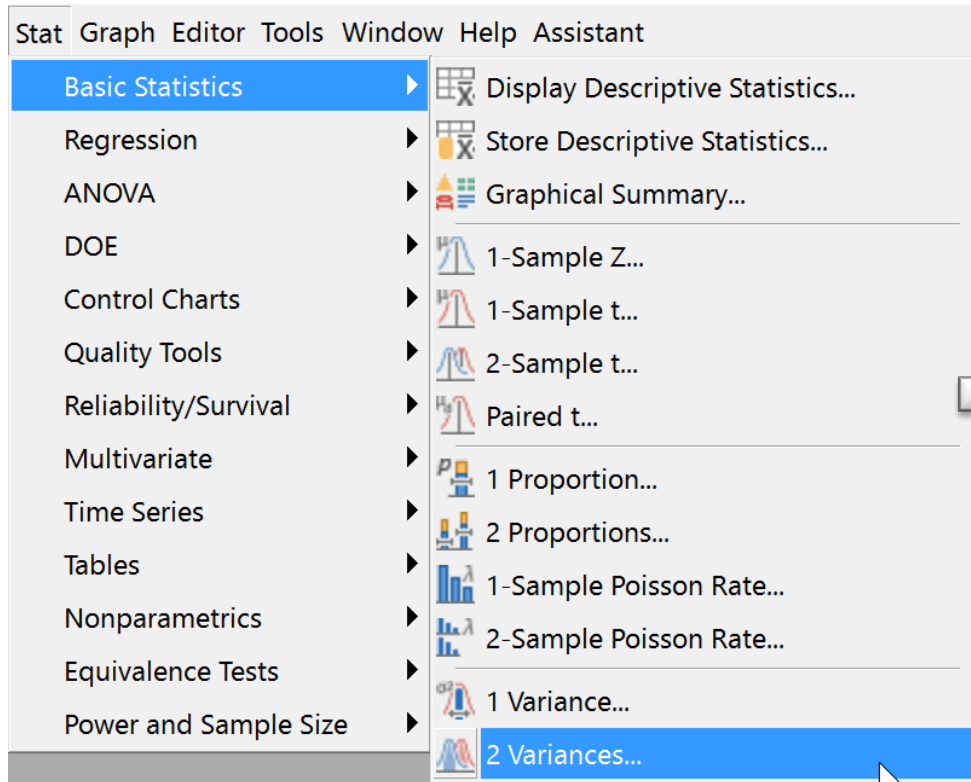 Stat Graph Editor Tools Window Help Assistant
Basic Statistics
Regression
ANOVA
DOE
Control Charts
Quality Tools
Reliability/Survival
Multivariate
Time Series
Tables
Nonparametrics
Equivalence Tests
Power and Sample Size
Display Descriptive Statistics...
Store Descriptive Statistics...
Graphical Summary...
1-Sample Z...
1-Sample t...
2-Sample t...
Paired t...
1 Proportion...
2 Proportions...
1-Sample Poisson Rate...
2-Sample Poisson Rate...
1 Variance...
2 Variances...